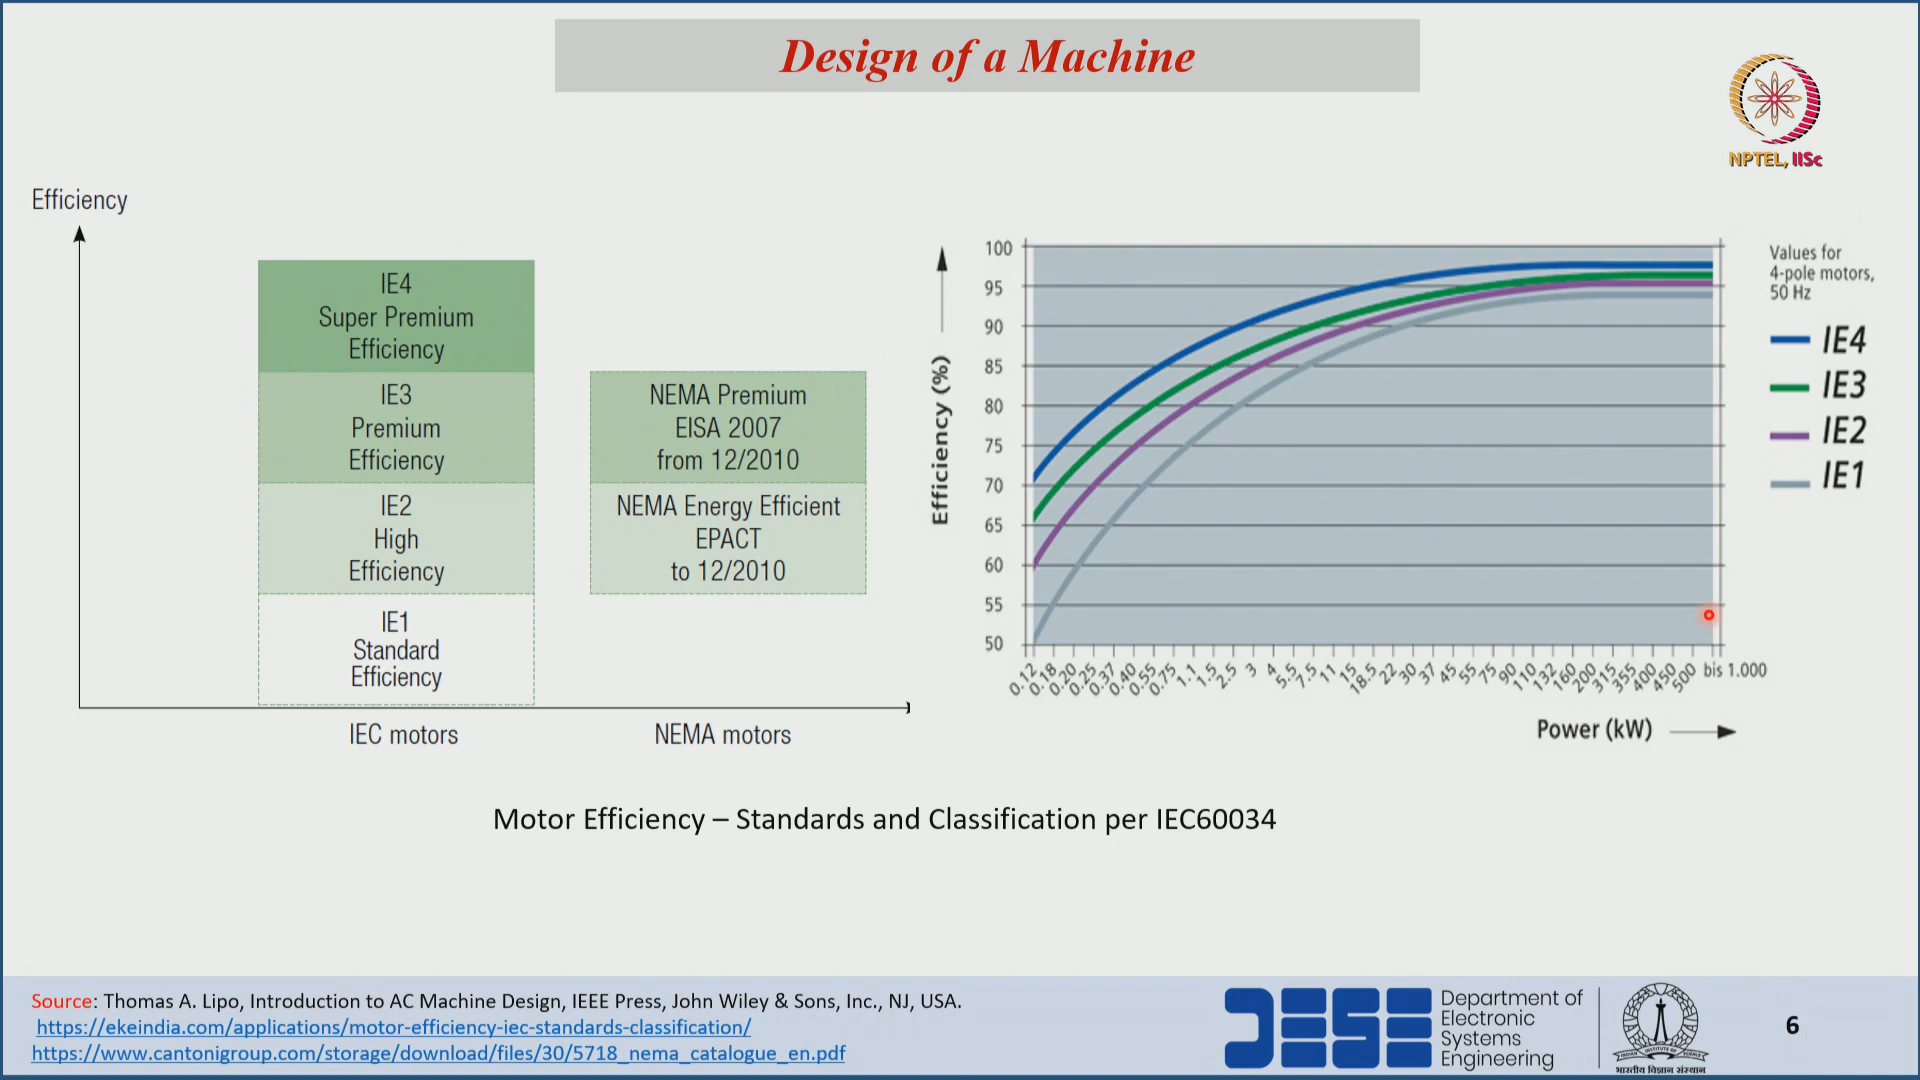 Design of a Machine
NPTEL, IISc
Efficiency
IE4
Super Premium
Efficiency
IE3
Premium
Efficiency
IE2
High
Efficiency
IE1
Standard
Efficiency
NEMA Premium
EISA 2007
from 12/2010
NEMA Energy Efficient
EPACT
to 12/2010
IEC motors
NEMA motors
Efficiency (%)
100
95
90
85
80
75
70
65
60
55
50
0.12 0.18 0.20 0.25 0.37 0.40 0.55 0.75 1.1 1.5 2.5 3 4 5.5 7.5 11 15 18.5 22 30 37 45 55 75 90 110 132 160 200 315 355 400 450 500 bis 1.000
Power (kW)
Values for
4-pole motors,
50 Hz
IE4
IE3
IE2
IE1
Motor Efficiency – Standards and Classification per IEC60034
Source: Thomas A. Lipo, Introduction to AC Machine Design, IEEE Press, John Wiley & Sons, Inc., NJ, USA.
https://ekeindia.com/applications/motor-efficiency-iec-standards-classification/
https://www.cantonigroup.com/storage/download/files/30/5718_nema_catalogue_en.pdf
DESE
Department of
Electronic
Systems
Engineering
भारतीय विज्ञान संस्थान
6